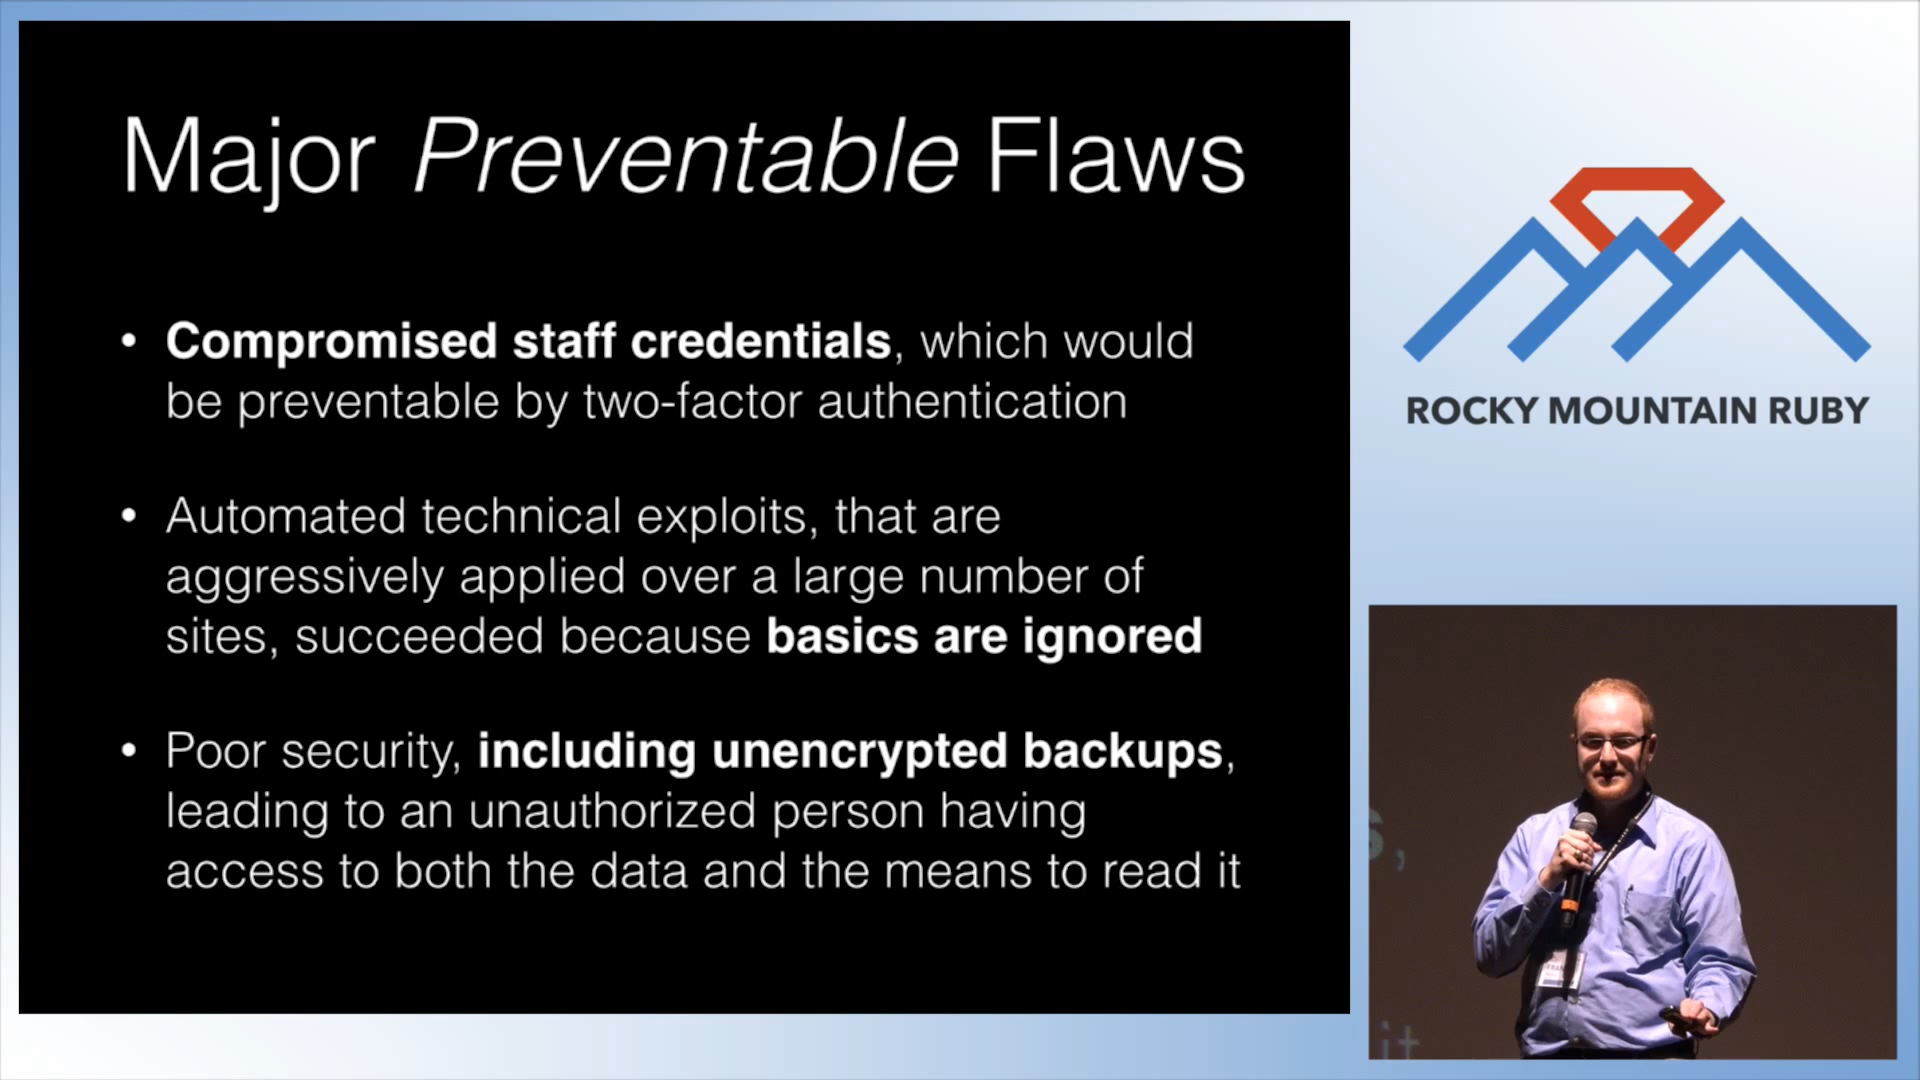 Major Preventable Flaws
• Compromised staff credentials, which would
be preventable by two-factor authentication
• Automated technical exploits, that are
aggressively applied over a large number of
sites, succeeded because basics are ignored
• Poor security, including unencrypted backups,
leading to an unauthorized person having
access to both the data and the means to read it
ROCKY MOUNTAIN RUBY
s,
it